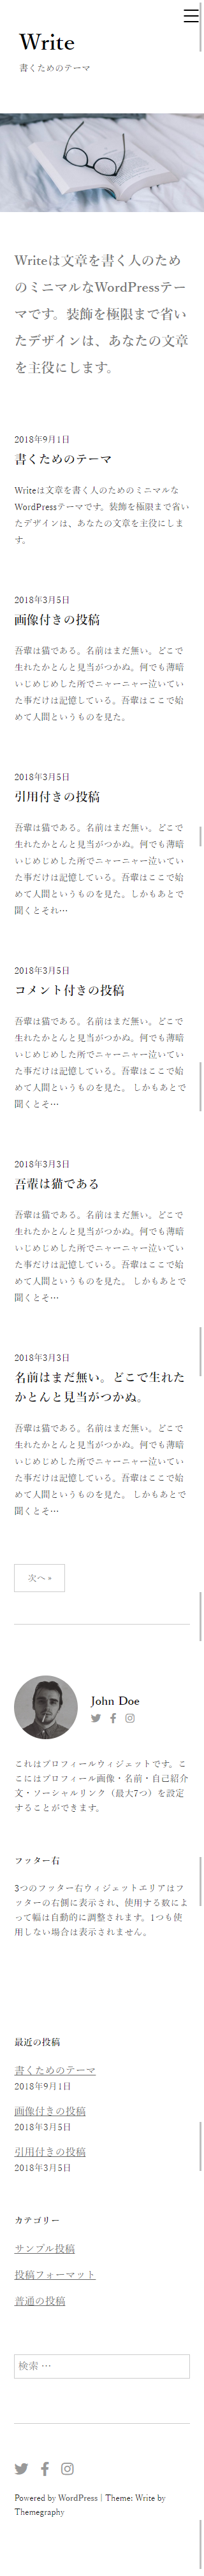 Write
書くためのテーマ
Writeは文章を書く人のため
のミニマルなWordPressテー
マです。装飾を極限まで省い
たデザインは、あなたの文章
を主役にします。
2018年9月1日
書くためのテーマ
Writeは文章を書く人のためのミニマルな
WordPressテーマです。装飾を極限まで省い
たデザインは、あなたの文章を主役にしま
す。
2018年3月5日
画像付きの投稿
吾輩は猫である。名前はまだ無い。どこで
生れたかとんと見当がつかぬ。何でも薄暗
いじめじめした所でニャーニャー泣いてい
た事だけは記憶している。吾輩はここで始
めて人間というものを見た。
2018年3月5日
引用付きの投稿
吾輩は猫である。名前はまだ無い。どこで
生れたかとんと見当がつかぬ。何でも薄暗
いじめじめした所でニャーニャー泣いてい
た事だけは記憶している。吾輩はここで始
めて人間というものを見た。しかもあとで
聞くとそれ…
2018年3月5日
コメント付きの投稿
吾輩は猫である。名前はまだ無い。どこで
生れたかとんと見当がつかぬ。何でも薄暗
いじめじめした所でニャーニャー泣いてい
た事だけは記憶している。吾輩はここで始
めて人間というものを見た。 しかもあとで
聞くとそ…
2018年3月3日
吾輩は猫である
吾輩は猫である。名前はまだ無い。どこで
生れたかとんと見当がつかぬ。何でも薄暗
いじめじめした所でニャーニャー泣いてい
た事だけは記憶している。吾輩はここで始
めて人間というものを見た。 しかもあとで
聞くとそ…
2018年3月3日
名前はまだ無い。どこで生れた
かとんと見当がつかぬ。
吾輩は猫である。名前はまだ無い。どこで
生れたかとんと見当がつかぬ。何でも薄暗
いじめじめした所でニャーニャー泣いてい
た事だけは記憶している。吾輩はここで始
めて人間というものを見た。 しかもあとで
聞くとそ…
次へ »
John Doe
これはプロフィールウィジェットです。こ
こにはプロフィール画像・名前・自己紹介
文・ソーシャルリンク（最大7つ）を設定
することができます。
フッター右
3つのフッター右ウィジェットエリアはフ
ッターの右側に表示され、使用する数によ
って幅は自動的に調整されます。1つも使
用しない場合は表示されません。
最近の投稿
書くためのテーマ
2018年9月1日
画像付きの投稿
2018年3月5日
引用付きの投稿
2018年3月5日
カテゴリー
サンプル投稿
投稿フォーマット
普通の投稿
検索 …
Powered by WordPress | Theme: Write by
Themegraphy